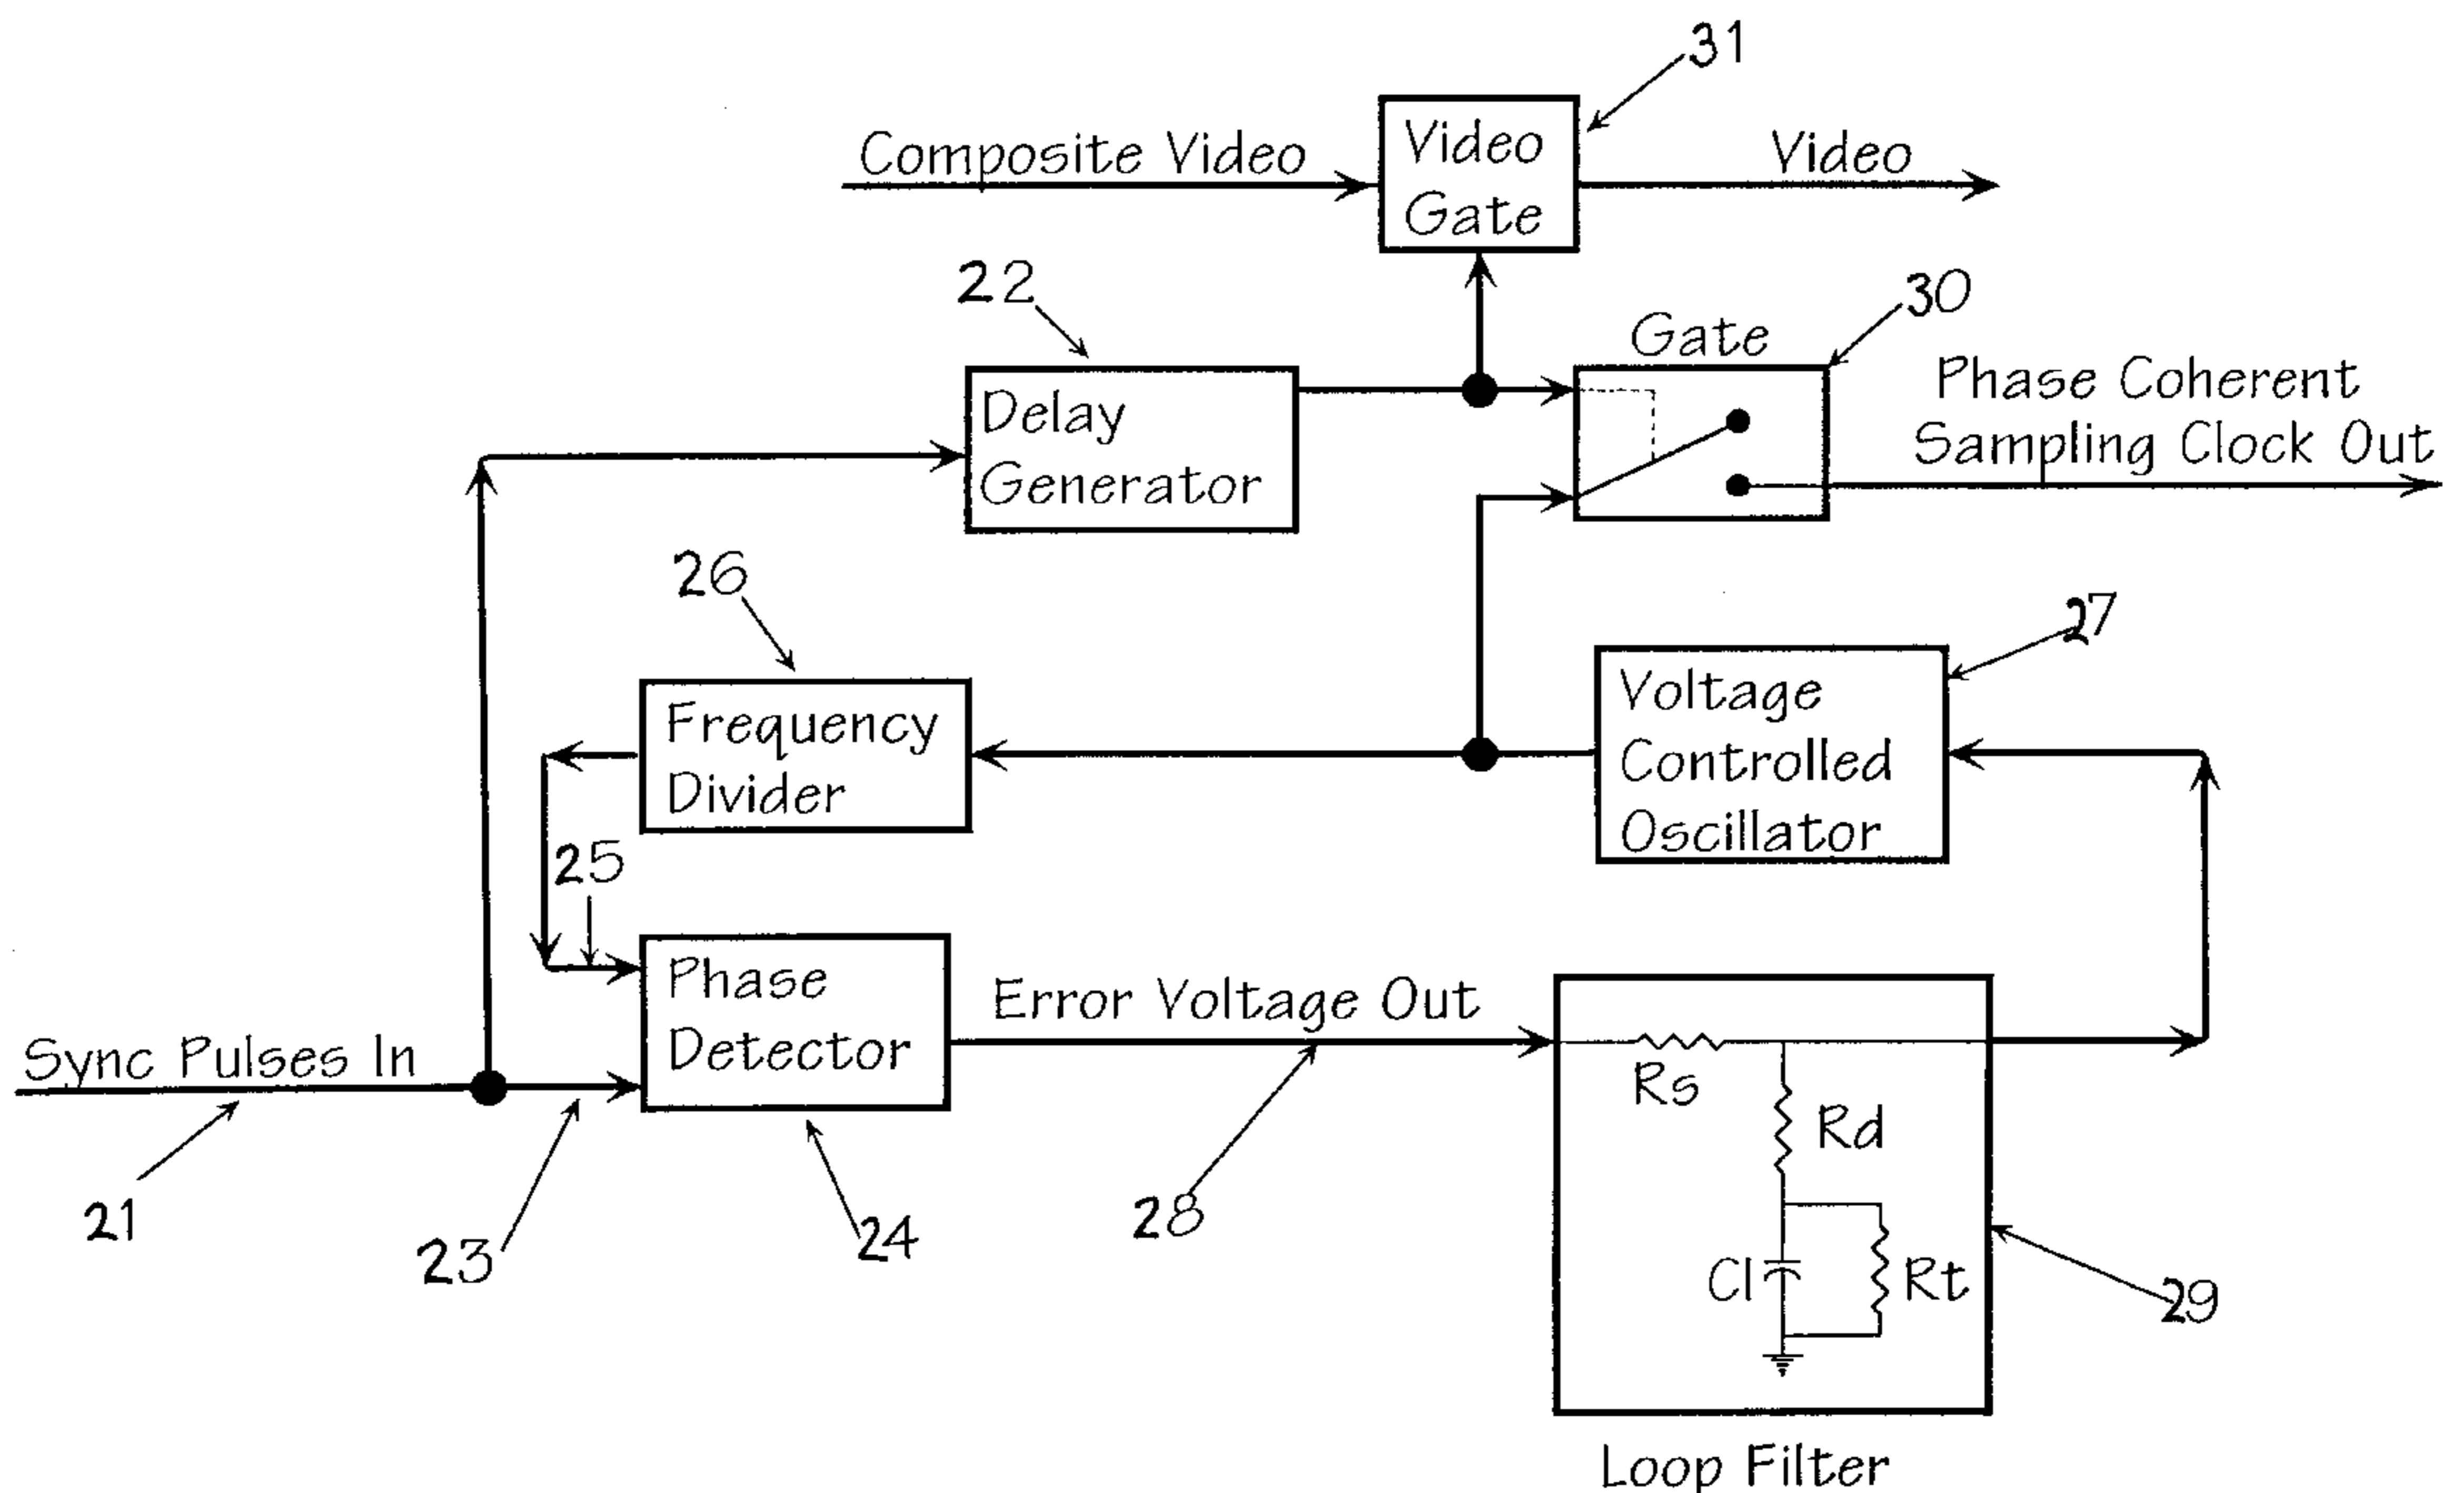 31
Composite Video
Video
Gate
Video
22
30
Gate
Delay
Generator
Phase Coherent
Sampling Clock Out
26
27
Frequency
Divider
Voltage
Controlled
Oscillator
25
Phase
Detector
Error Voltage Out
Sync Pulses In
Rs
Rd
21
23
24
28
Cl
Rt
29
Loop Filter